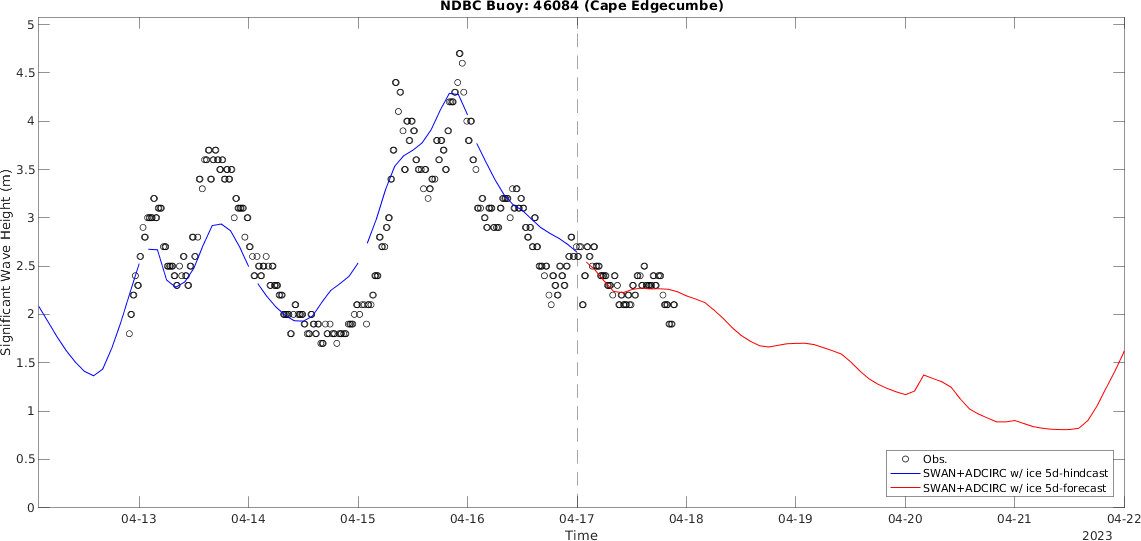 NDBC Buoy: 46084 (Cape Edgecumbe)
5
4.5
4
3.5
3
2.5
2
1.5
1
0.5
0
Significant Wave Height (m)
Obs.
SWAN+ADCIRC w/ ice 5d-hindcast
SWAN+ADCIRC w/ ice 5d-forecast
04-13 04-14 04-15 04-16 04-17 04-18 04-19 04-20 04-21 04-22
Time
2023